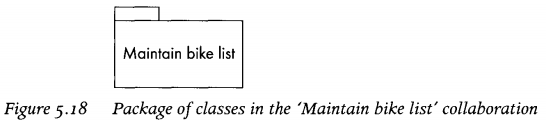 Maintain bike list
Figure 5.18 Package of classes in the ‘Maintain bike list’ collaboration